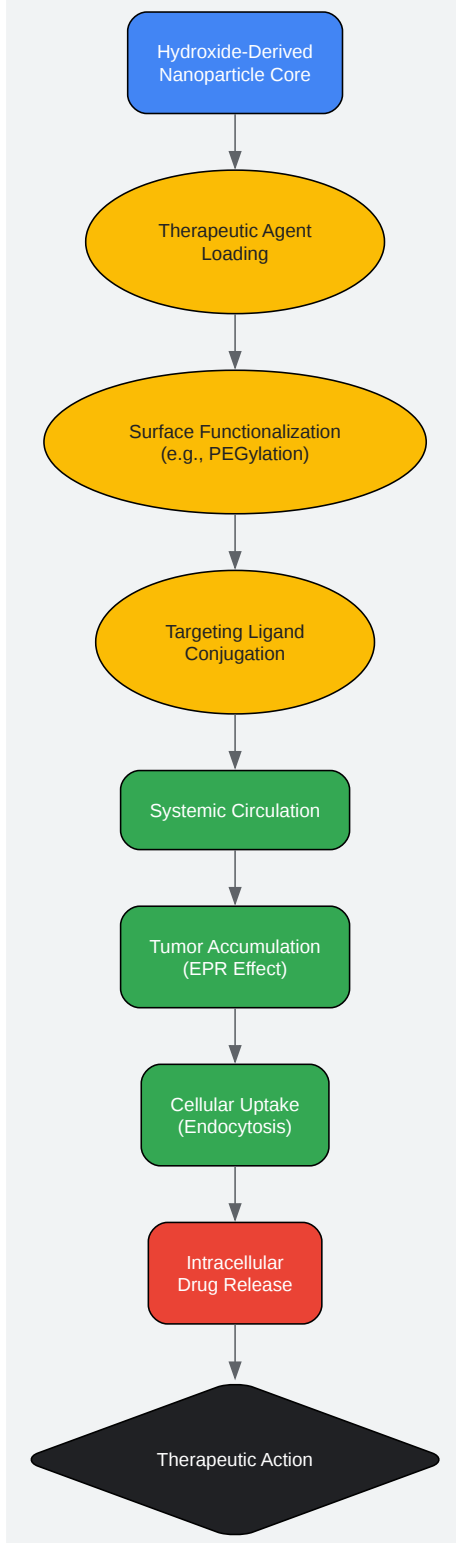 Hydroxide-Derived
Nanoparticle Core
Therapeutic Agent
Loading
Surface Functionalization
(e.g., PEGylation)
Targeting Ligand
Conjugation
Systemic Circulation
Tumor Accumulation
(EPR Effect)
Cellular Uptake
(Endocytosis)
Intracellular
Drug Release
Therapeutic Action